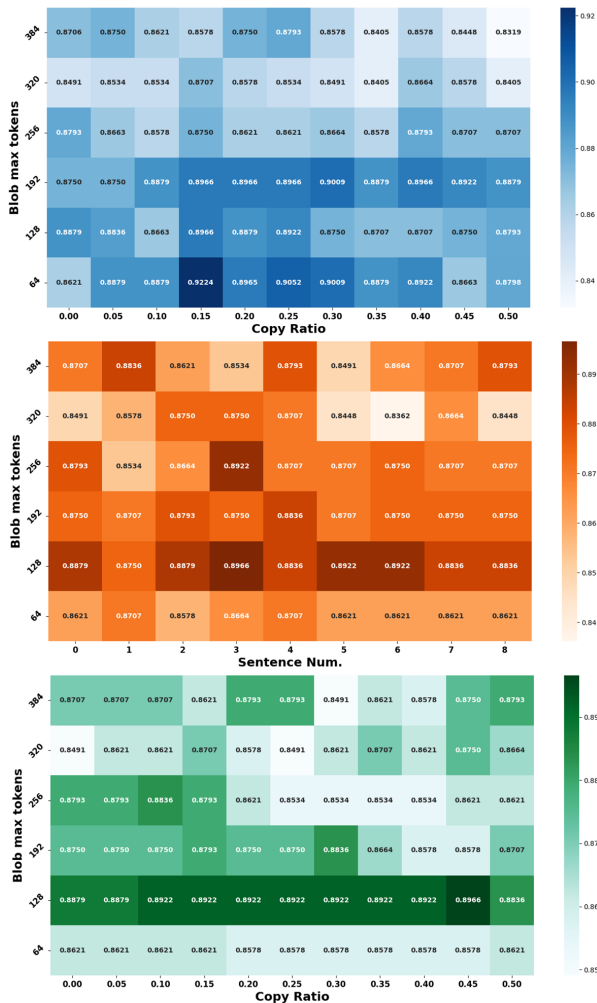 384 0.8706 0.8750 0.8621 0.8578 0.8750 0.8793 0.8578 0.8405 0.8578 0.8448 0.8319
320 0.8491 0.8534 0.8534 0.8707 0.8578 0.8534 0.8491 0.8405 0.8664 0.8578 0.8405
256 0.8793 0.8663 0.8578 0.8750 0.8621 0.8621 0.8664 0.8578 0.8793 0.8707 0.8707
192 0.8750 0.8750 0.8879 0.8966 0.8966 0.8966 0.9009 0.8879 0.8966 0.8922 0.8879
128 0.8879 0.8836 0.8663 0.8966 0.8879 0.8922 0.8750 0.8707 0.8707 0.8750 0.8793
64 0.8621 0.8879 0.8879 0.9224 0.8965 0.9052 0.9009 0.8879 0.8922 0.8663 0.8798
0.00 0.05 0.10 0.15 0.20 0.25 0.30 0.35 0.40 0.45 0.50
Copy Ratio
Blob max tokens
0.92
0.90
0.88
0.86
0.84
384 0.8707 0.8836 0.8621 0.8534 0.8793 0.8491 0.8664 0.8707 0.8793
320 0.8491 0.8578 0.8750 0.8750 0.8707 0.8448 0.8362 0.8664 0.8448
256 0.8793 0.8534 0.8664 0.8922 0.8707 0.8707 0.8750 0.8707 0.8707
192 0.8750 0.8707 0.8793 0.8750 0.8836 0.8707 0.8750 0.8750 0.8750
128 0.8879 0.8750 0.8879 0.8966 0.8836 0.8922 0.8922 0.8836 0.8836
64 0.8621 0.8707 0.8578 0.8664 0.8707 0.8621 0.8621 0.8621 0.8621
0 1 2 3 4 5 6 7 8
Sentence Num.
Blob max tokens
0.89
0.88
0.87
0.86
0.85
0.84
384 0.8707 0.8707 0.8707 0.8621 0.8793 0.8793 0.8491 0.8621 0.8578 0.8750 0.8793
320 0.8491 0.8621 0.8621 0.8707 0.8578 0.8491 0.8621 0.8707 0.8621 0.8750 0.8664
256 0.8793 0.8793 0.8836 0.8793 0.8621 0.8534 0.8534 0.8534 0.8534 0.8621 0.8621
192 0.8750 0.8750 0.8750 0.8793 0.8750 0.8750 0.8836 0.8664 0.8578 0.8578 0.8707
128 0.8879 0.8879 0.8922 0.8922 0.8922 0.8922 0.8922 0.8922 0.8922 0.8966 0.8836
64 0.8621 0.8621 0.8621 0.8621 0.8578 0.8578 0.8578 0.8578 0.8578 0.8578 0.8621
0.00 0.05 0.10 0.15 0.20 0.25 0.30 0.35 0.40 0.45 0.50
Copy Ratio
Blob max tokens